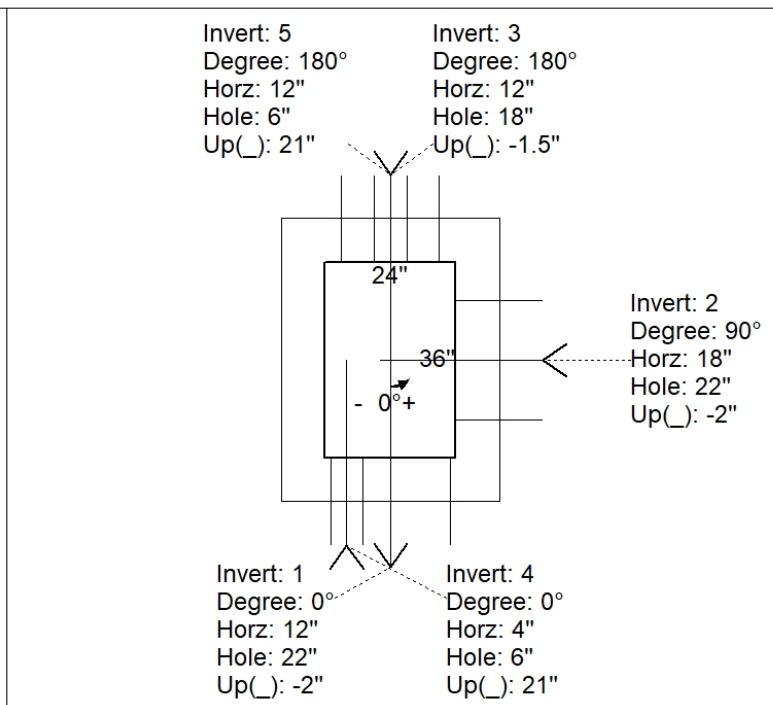 Invert: 5
Degree: 180°
Horz: 12"
Hole: 6"
Up(_): 21"
Invert: 3
Degree: 180°
Horz: 12"
Hole: 18"
Up(_): -1.5"
24"
36"
- 0°+
Invert: 2
Degree: 90°
Horz: 18"
Hole: 22"
Up(_): -2"
Invert: 1
Degree: 0°
Horz: 12"
Hole: 22"
Up(_): -2"
Invert: 4
Degree: 0°
Horz: 4"
Hole: 6"
Up(_): 21"